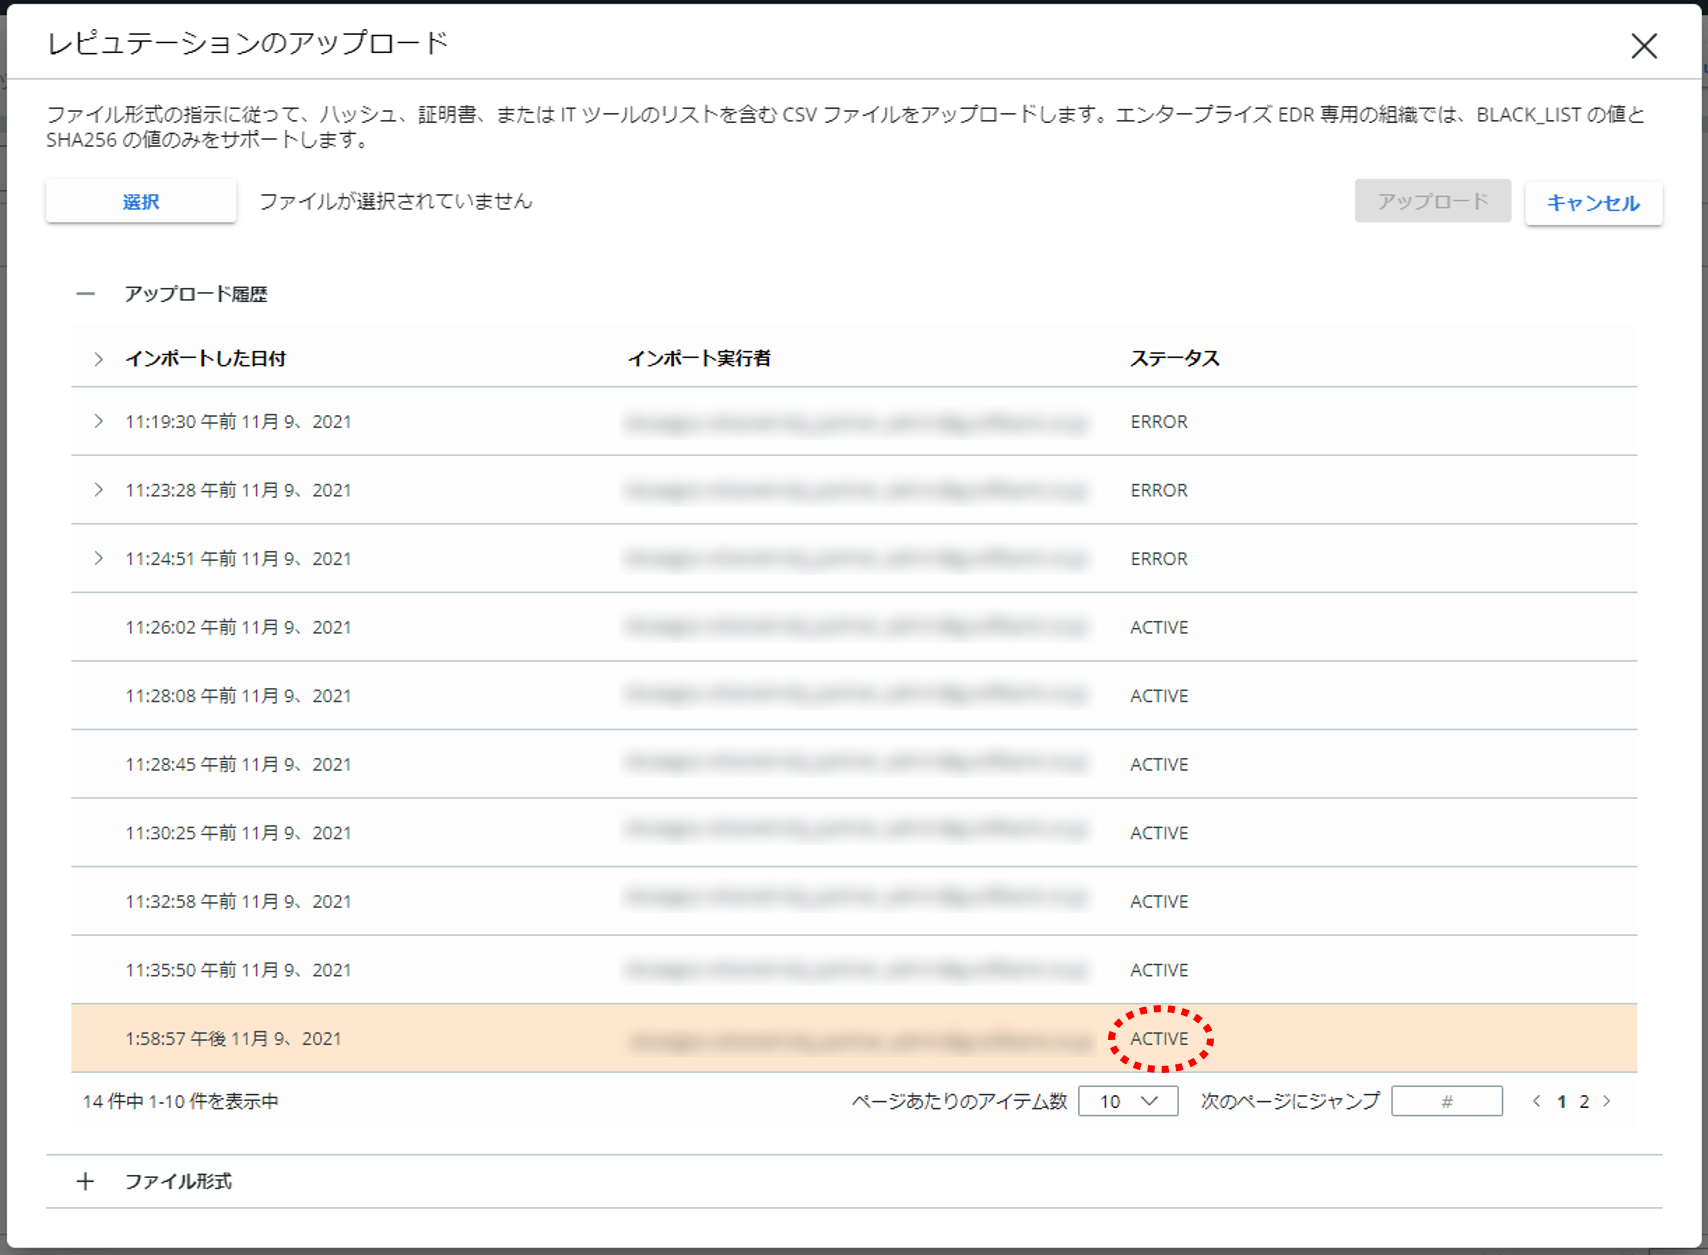 レピュテーションのアップロード
ファイル形式の指示に従って、ハッシュ、証明書、または IT ツールのリストを含む CSV ファイルをアップロードします。エンタープライズ EDR 専用の組織では、BLACK_LIST の値と
SHA256 の値のみをサポートします。
選択 ファイルが選択されていません アップロード キャンセル
アップロード履歴
インポートした日付 インポート実行者 ステータス
11:19:30 午前 11月 9、2021 ERROR
11:23:28 午前 11月 9、2021 ERROR
11:24:51 午前 11月 9、2021 ERROR
11:26:02 午前 11月 9、2021 ACTIVE
11:28:08 午前 11月 9、2021 ACTIVE
11:28:45 午前 11月 9、2021 ACTIVE
11:30:25 午前 11月 9、2021 ACTIVE
11:32:58 午前 11月 9、2021 ACTIVE
11:35:50 午前 11月 9、2021 ACTIVE
1:58:57 午後 11月 9、2021 ACTIVE
14 件中 1-10 件を表示中 ページあたりのアイテム数 10 次のページにジャンプ # < 1 2 >
ファイル形式